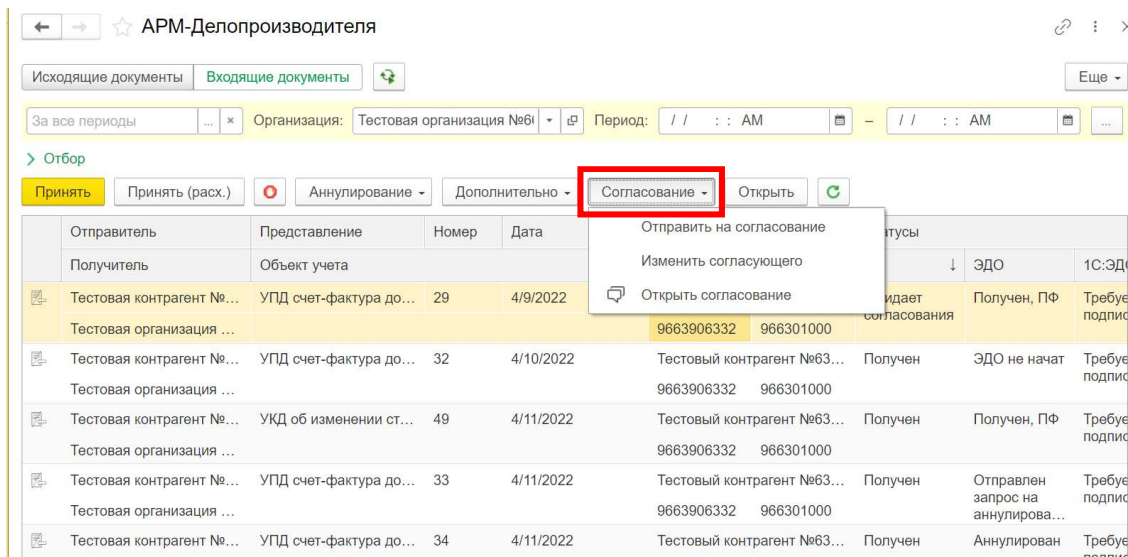 АРМ-Делопроизводителя
Исходящие документы Входящие документы Еще
За все периоды ... × Организация: Тестовая организация №6 Период: / / : : AM – / / : : AM ...
> Отбор
Принять Принять (расх.) Аннулирование Дополнительно Согласование Открыть
Отправить на согласование
Изменить согласующего
Открыть согласование
Отправитель Представление Номер Дата
Получитель Объект учета ЭДО 1С:ЭД
Тестовая контрагент №... УПД счет-фактура до... 29 4/9/2022 Получен, ПФ Требуе
Тестовая организация ... 9663906332 966301000 согласования подпис
Тестовая контрагент №... УПД счет-фактура до... 32 4/10/2022 Тестовый контрагент №63... Получен ЭДО не начат Требуе
подпис
Тестовая организация ... 9663906332 966301000
Тестовая контрагент №... УКД об изменении ст... 49 4/11/2022 Тестовый контрагент №63... Получен Получен, ПФ Требуе
подпис
Тестовая организация ... 9663906332 966301000
Тестовая контрагент №... УПД счет-фактура до... 33 4/11/2022 Тестовый контрагент №63... Получен Отправлен Требуе
запрос на подпис
Тестовая организация ... 9663906332 966301000 аннулирова...
Тестовая контрагент №... УПД счет-фактура до... 34 4/11/2022 Тестовый контрагент №63... Аннулирован Аннулирован Требуе